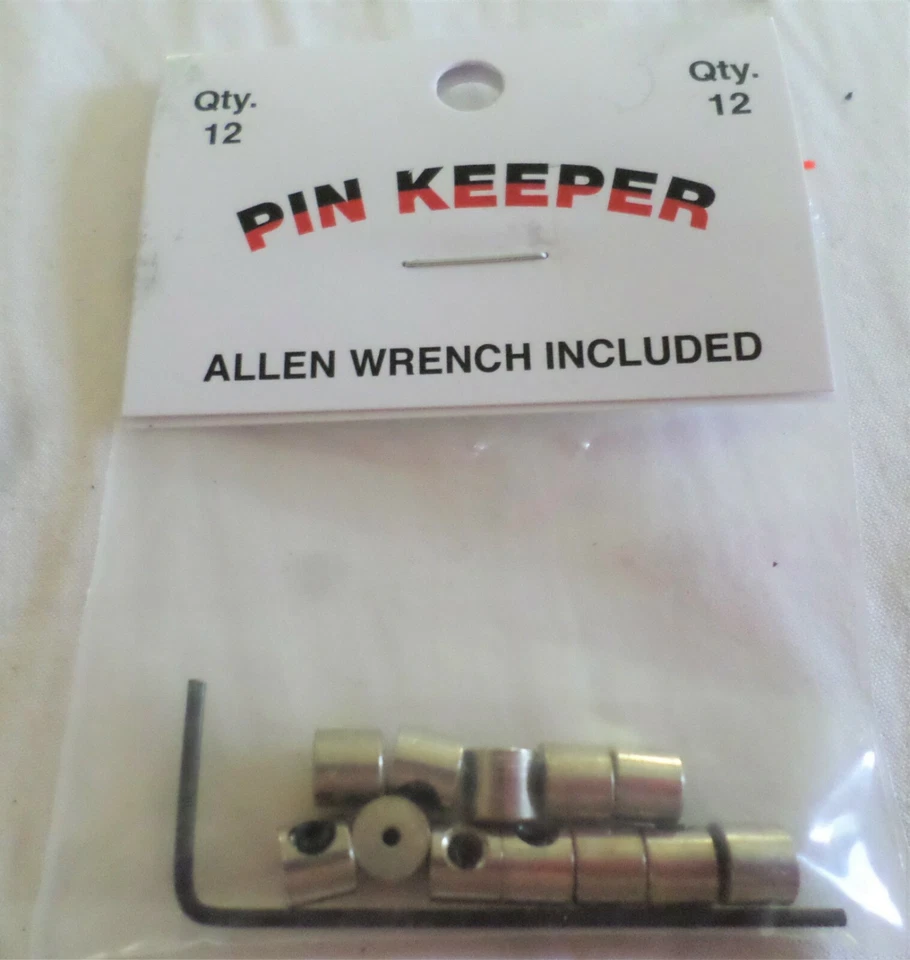 Qty.
12
Qty.
12
PIN KEEPER
ALLEN WRENCH INCLUDED